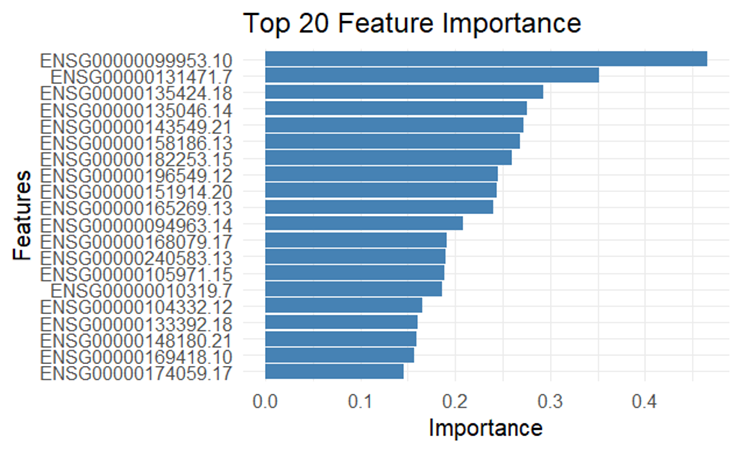 Top 20 Feature Importance
Features
ENSG00000099953.10
ENSG00000131471.7
ENSG00000135424.18
ENSG00000135046.14
ENSG00000143549.21
ENSG00000158186.13
ENSG00000182253.15
ENSG00000196549.12
ENSG00000151914.20
ENSG00000165269.13
ENSG00000094963.14
ENSG00000168079.17
ENSG00000240583.13
ENSG00000105971.15
ENSG00000010319.7
ENSG00000104332.12
ENSG00000133392.18
ENSG00000148180.21
ENSG00000169418.10
ENSG00000174059.17
0.0 0.1 0.2 0.3 0.4
Importance